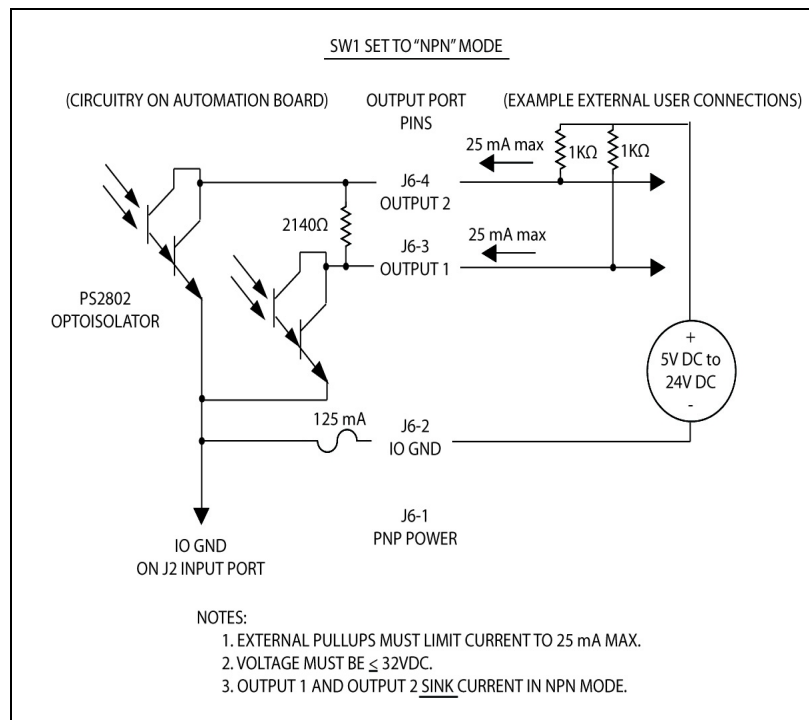 SW1 SET TO "NPN" MODE
(CIRCUITRY ON AUTOMATION BOARD)
OUTPUT PORT
PINS
(EXAMPLE EXTERNAL USER CONNECTIONS)
25 mA max
1KΩ
1KΩ
J6-4
OUTPUT 2
2140Ω
J6-3
OUTPUT 1
25 mA max
PS2802
OPTOISOLATOR
+
5V DC to
24V DC
-
125 mA
J6-2
IO GND
J6-1
PNP POWER
IO GND
ON J2 INPUT PORT
NOTES:
1. EXTERNAL PULLUPS MUST LIMIT CURRENT TO 25 mA MAX.
2. VOLTAGE MUST BE ≤ 32VDC.
3. OUTPUT 1 AND OUTPUT 2 SINK CURRENT IN NPN MODE.